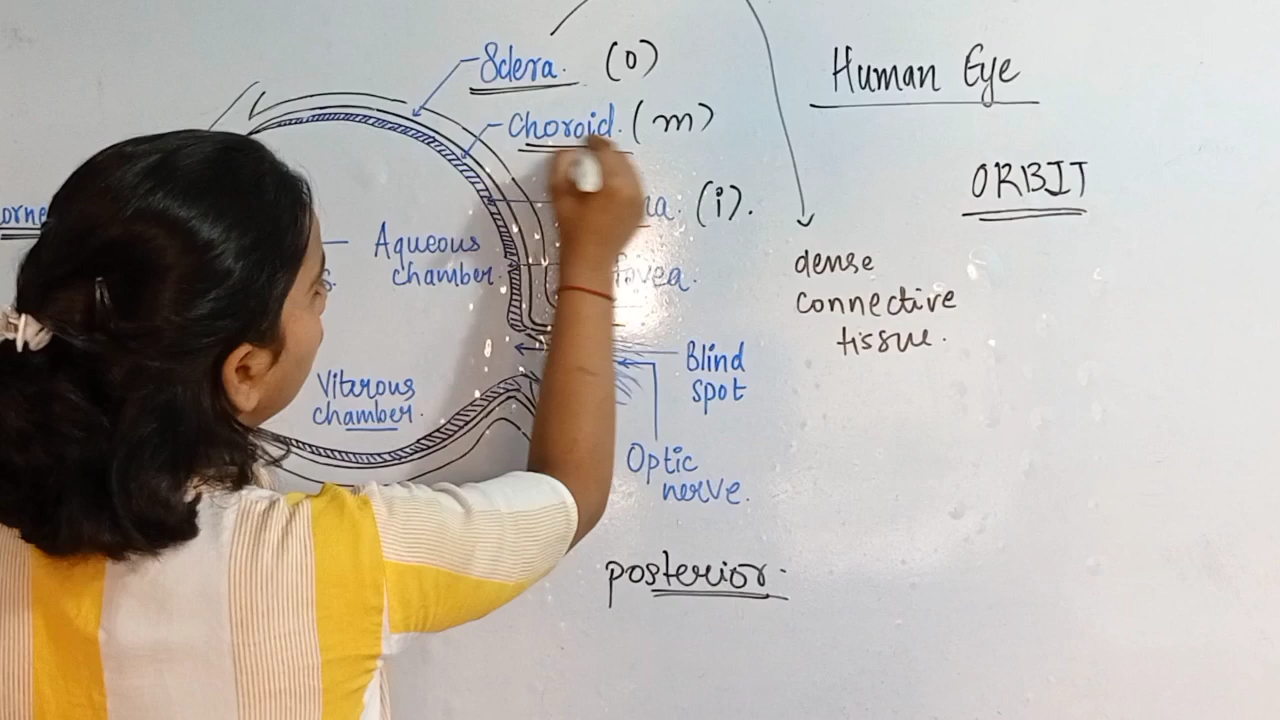 Human Eye
ORBIT
Sclera. (o)
Choroid. (m)
(i).
Aqueous
chamber.
fovea.
dense
connective
tissue.
Blind
spot
Vitrous
chamber.
Optic
nerve.
posterior.